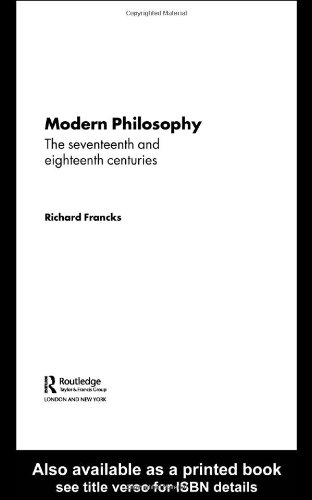 Copyrighted Material
Modern Philosophy
The seventeenth and
eighteenth centuries
Richard Francks
Routledge
Taylor & Francis Group
LONDON AND NEW YORK
Also available as a printed book
see title verso for ISBN details